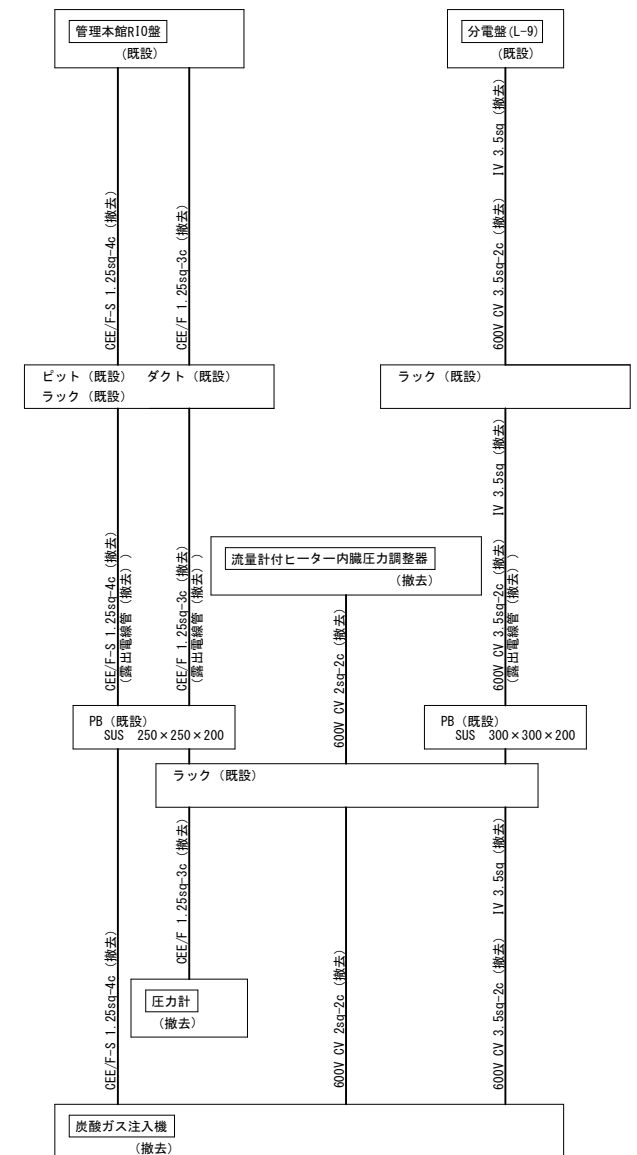 管理本館RIO盤
(既設)
分電盤(L-9)
(既設)
CEE/F-S 1.25sq-4c (撤去)
CEE/F 1.25sq-3c (撤去)
IV 3.5sq (撤去)
600V CV 3.5sq-2c (撤去)
ピット (既設) ダクト (既設)
ラック (既設)
ラック (既設)
CEE/F-S 1.25sq-4c (撤去)
(露出電線管 (撤去) )
CEE/F 1.25sq-3c (撤去)
(露出電線管 (撤去) )
流量計付ヒーター内臓圧力調整器
(撤去)
IV 3.5sq (撤去)
600V CV 3.5sq-2c (撤去)
(露出電線管 (撤去) )
600V CV 2sq-2c (撤去)
PB (既設)
SUS 250×250×200
PB (既設)
SUS 300×300×200
ラック (既設)
CEE/F-S 1.25sq-4c (撤去)
CEE/F 1.25sq-3c (撤去)
600V CV 2sq-2c (撤去)
IV 3.5sq (撤去)
600V CV 3.5sq-2c (撤去)
圧力計
(撤去)
炭酸ガス注入機
(撤去)